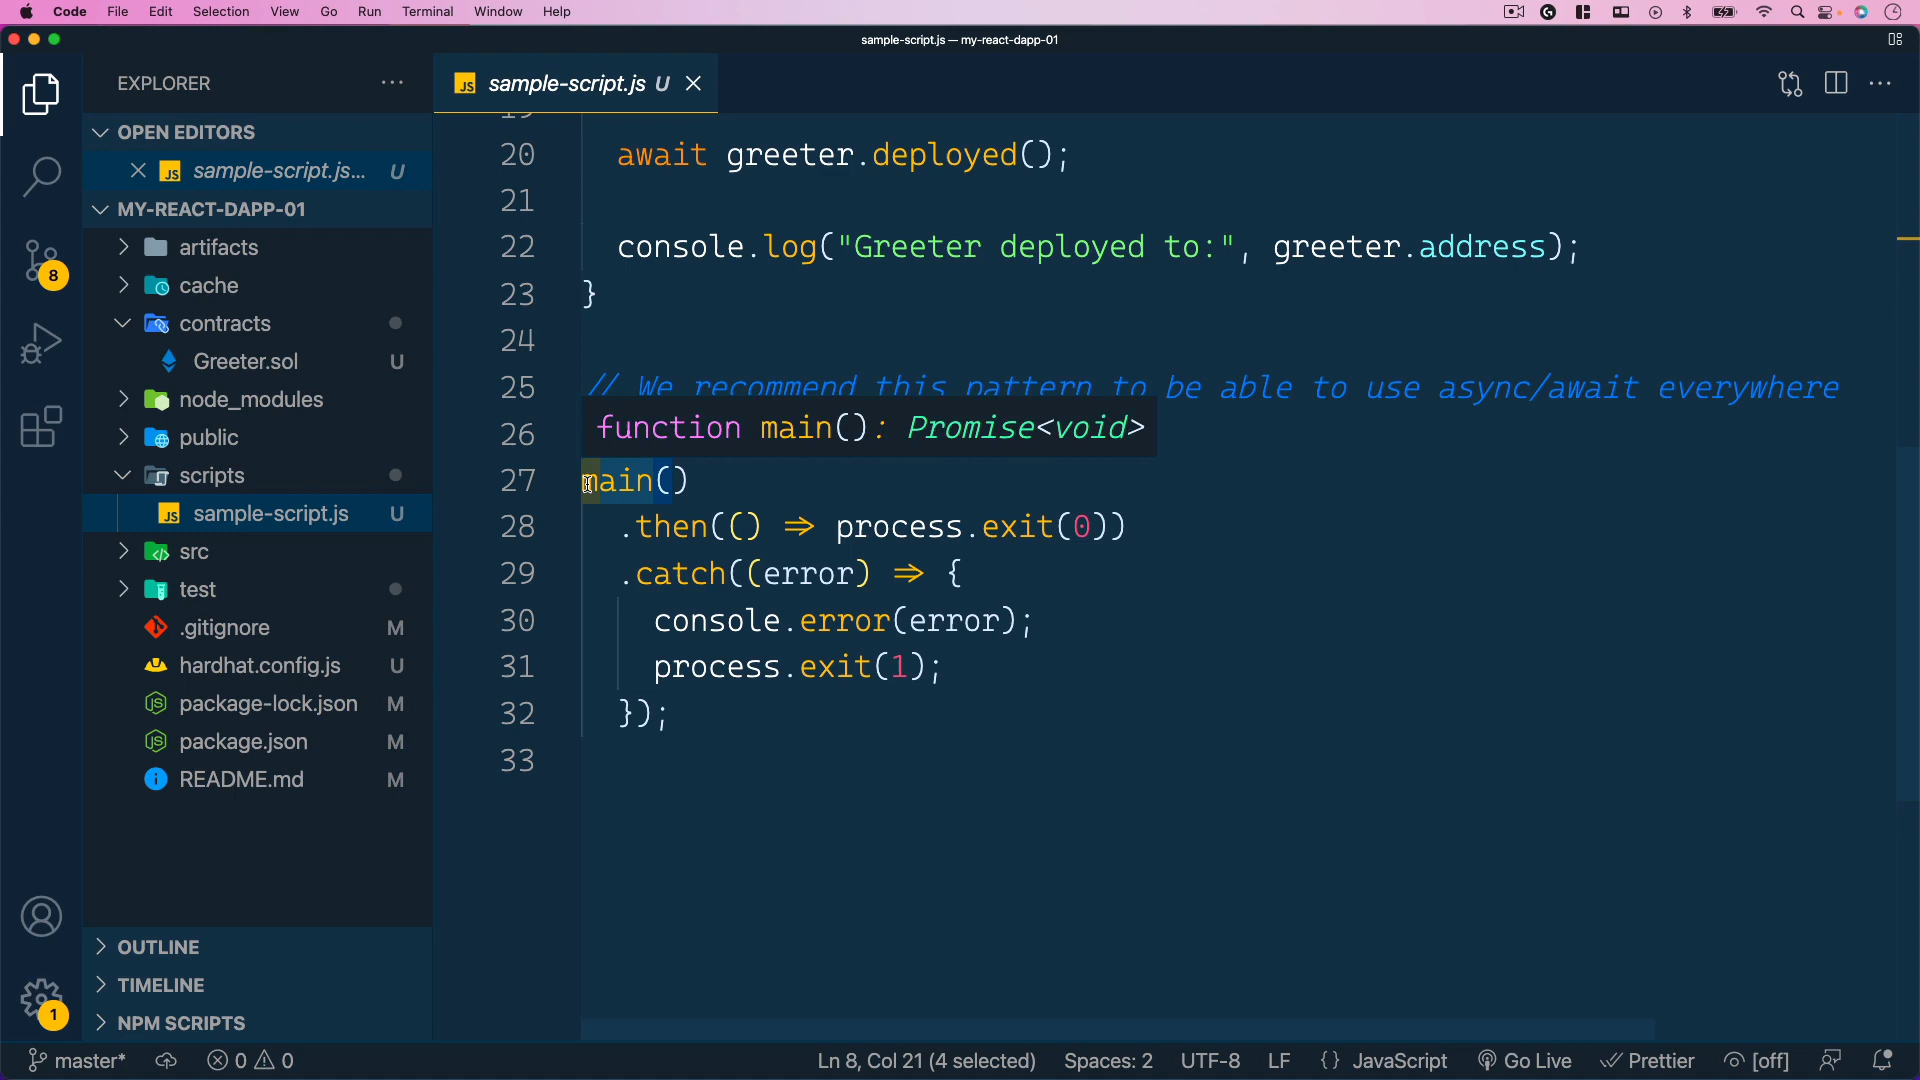 Code File Edit Selection View Go Run Terminal Window Help
sample-script.js — my-react-dapp-01
EXPLORER
OPEN EDITORS
JS sample-script.js... U
MY-REACT-DAPP-01
artifacts
cache
contracts
Greeter.sol U
node_modules
public
scripts
JS sample-script.js U
src
test
.gitignore M
hardhat.config.js U
package-lock.json M
package.json M
README.md M
OUTLINE
TIMELINE
NPM SCRIPTS
8
1
JS sample-script.js U
20 await greeter.deployed();
21
22 console.log("Greeter deployed to:", greeter.address);
23 }
24
25 // We recommend this pattern to be able to use async/await everywhere
26 function main(): Promise<void>
27 main()
28 .then(() => process.exit(0))
29 .catch((error) => {
30 console.error(error);
31 process.exit(1);
32 });
33
master* 0 0 Ln 8, Col 21 (4 selected) Spaces: 2 UTF-8 LF {} JavaScript Go Live Prettier [off]